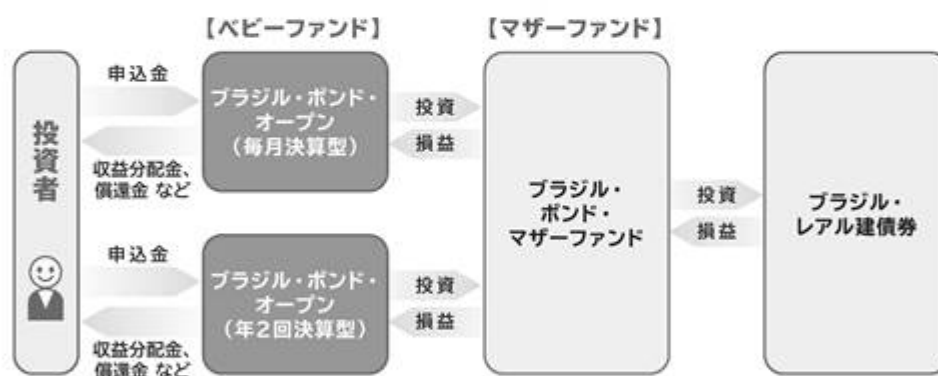 【ベビーファンド】
【マザーファンド】
投資者
申込金
収益分配金、
償還金 など
ブラジル・ボンド・
オープン
(毎月決算型)
投資
損益
申込金
収益分配金、
償還金 など
ブラジル・ボンド・
オープン
(年2回決算型)
投資
損益
ブラジル・
ボンド・
マザーファンド
投資
損益
ブラジル・
レアル建債券